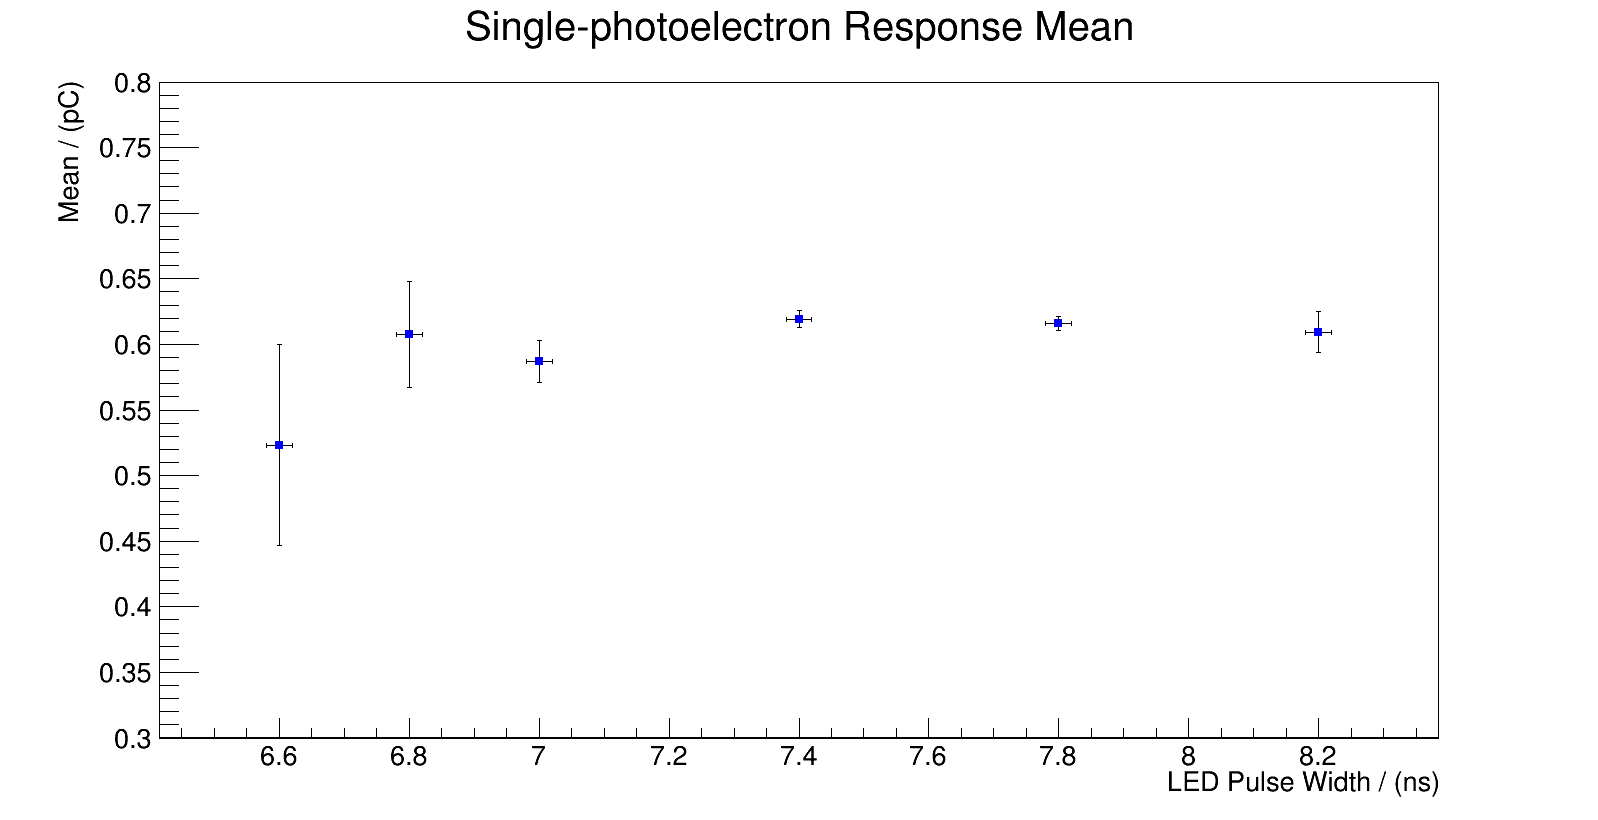 Single-photoelectron Response Mean
Mean / (pC)
0.8
0.75
0.7
0.65
0.6
0.55
0.5
0.45
0.4
0.35
0.3
6.6 6.8 7 7.2 7.4 7.6 7.8 8 8.2
LED Pulse Width / (ns)